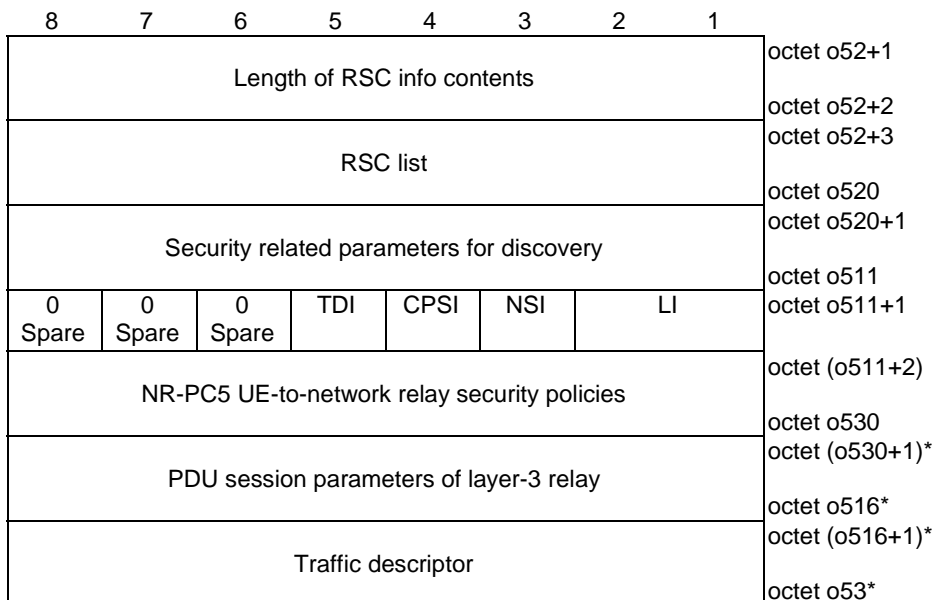 8 7 6 5 4 3 2 1
Length of RSC info contents
octet o52+1
octet o52+2
RSC list
octet o52+3
octet o520
Security related parameters for discovery
octet o520+1
octet o511
0 0 0 TDI CPSI NSI LI
Spare Spare Spare
octet o511+1
NR-PC5 UE-to-network relay security policies
octet (o511+2)
octet o530
PDU session parameters of layer-3 relay
octet (o530+1)*
octet o516*
Traffic descriptor
octet (o516+1)*
octet o53*